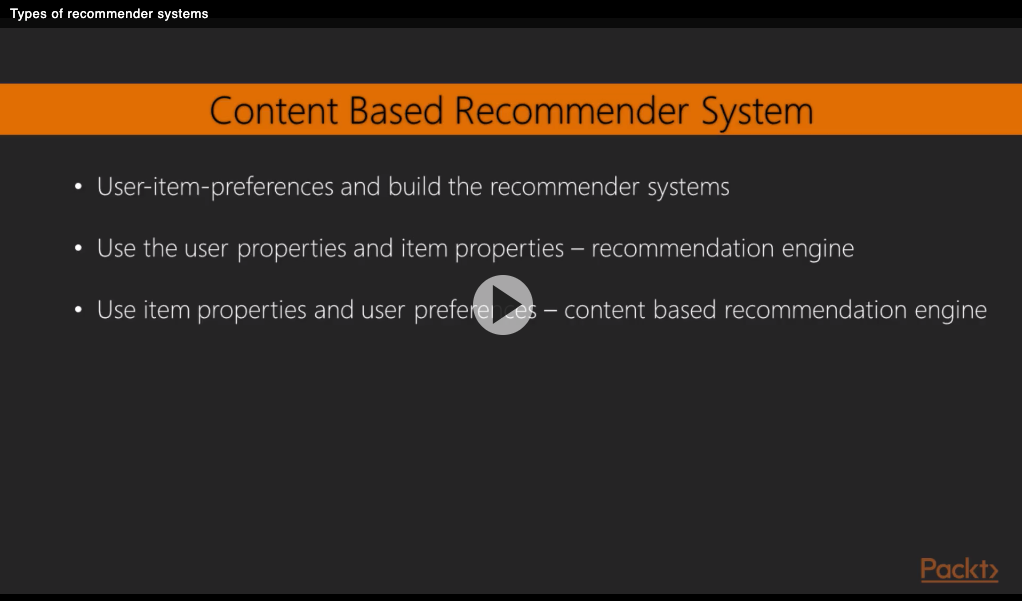 Types of recommender systems
Content Based Recommender System
• User-item-preferences and build the recommender systems
• Use the user properties and item properties – recommendation engine
• Use item properties and user preferences – content based recommendation engine
Packt>